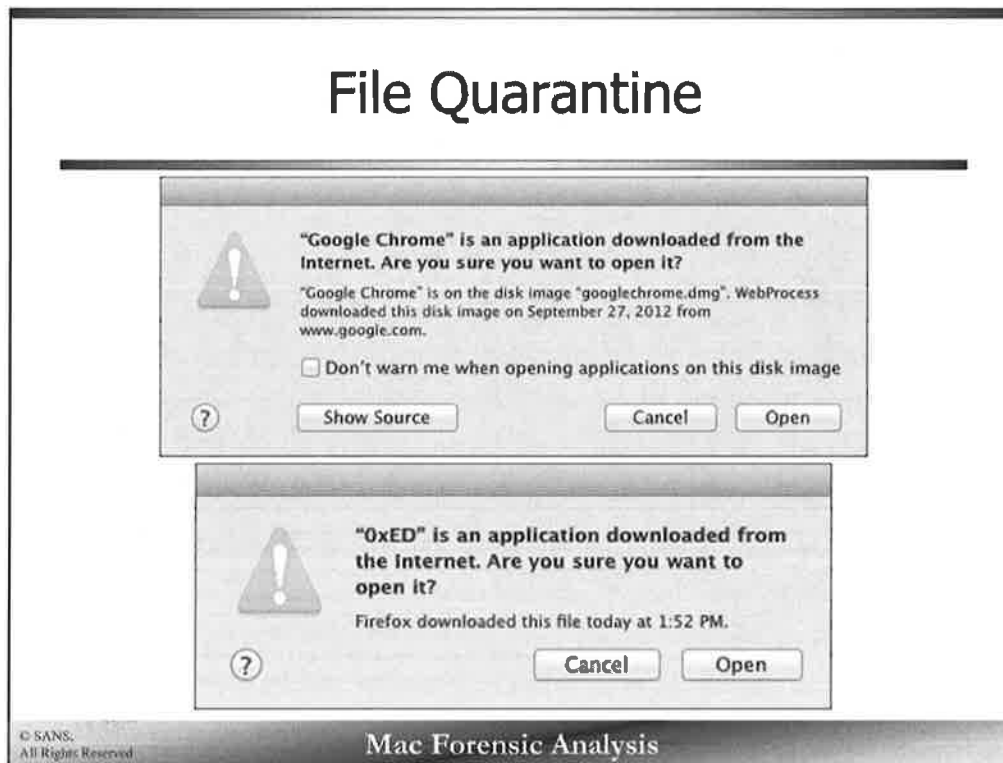 File Quarantine
“Google Chrome” is an application downloaded from the
Internet. Are you sure you want to open it?
“Google Chrome” is on the disk image “googlechrome.dmg”. WebProcess
downloaded this disk image on September 27, 2012 from
www.google.com.
Don't warn me when opening applications on this disk image
?
Show Source
Cancel
Open
“0xED” is an application downloaded from
the Internet. Are you sure you want to
open it?
Firefox downloaded this file today at 1:52 PM.
?
Cancel
Open
© SANS,
All Rights Reserved
Mac Forensic Analysis